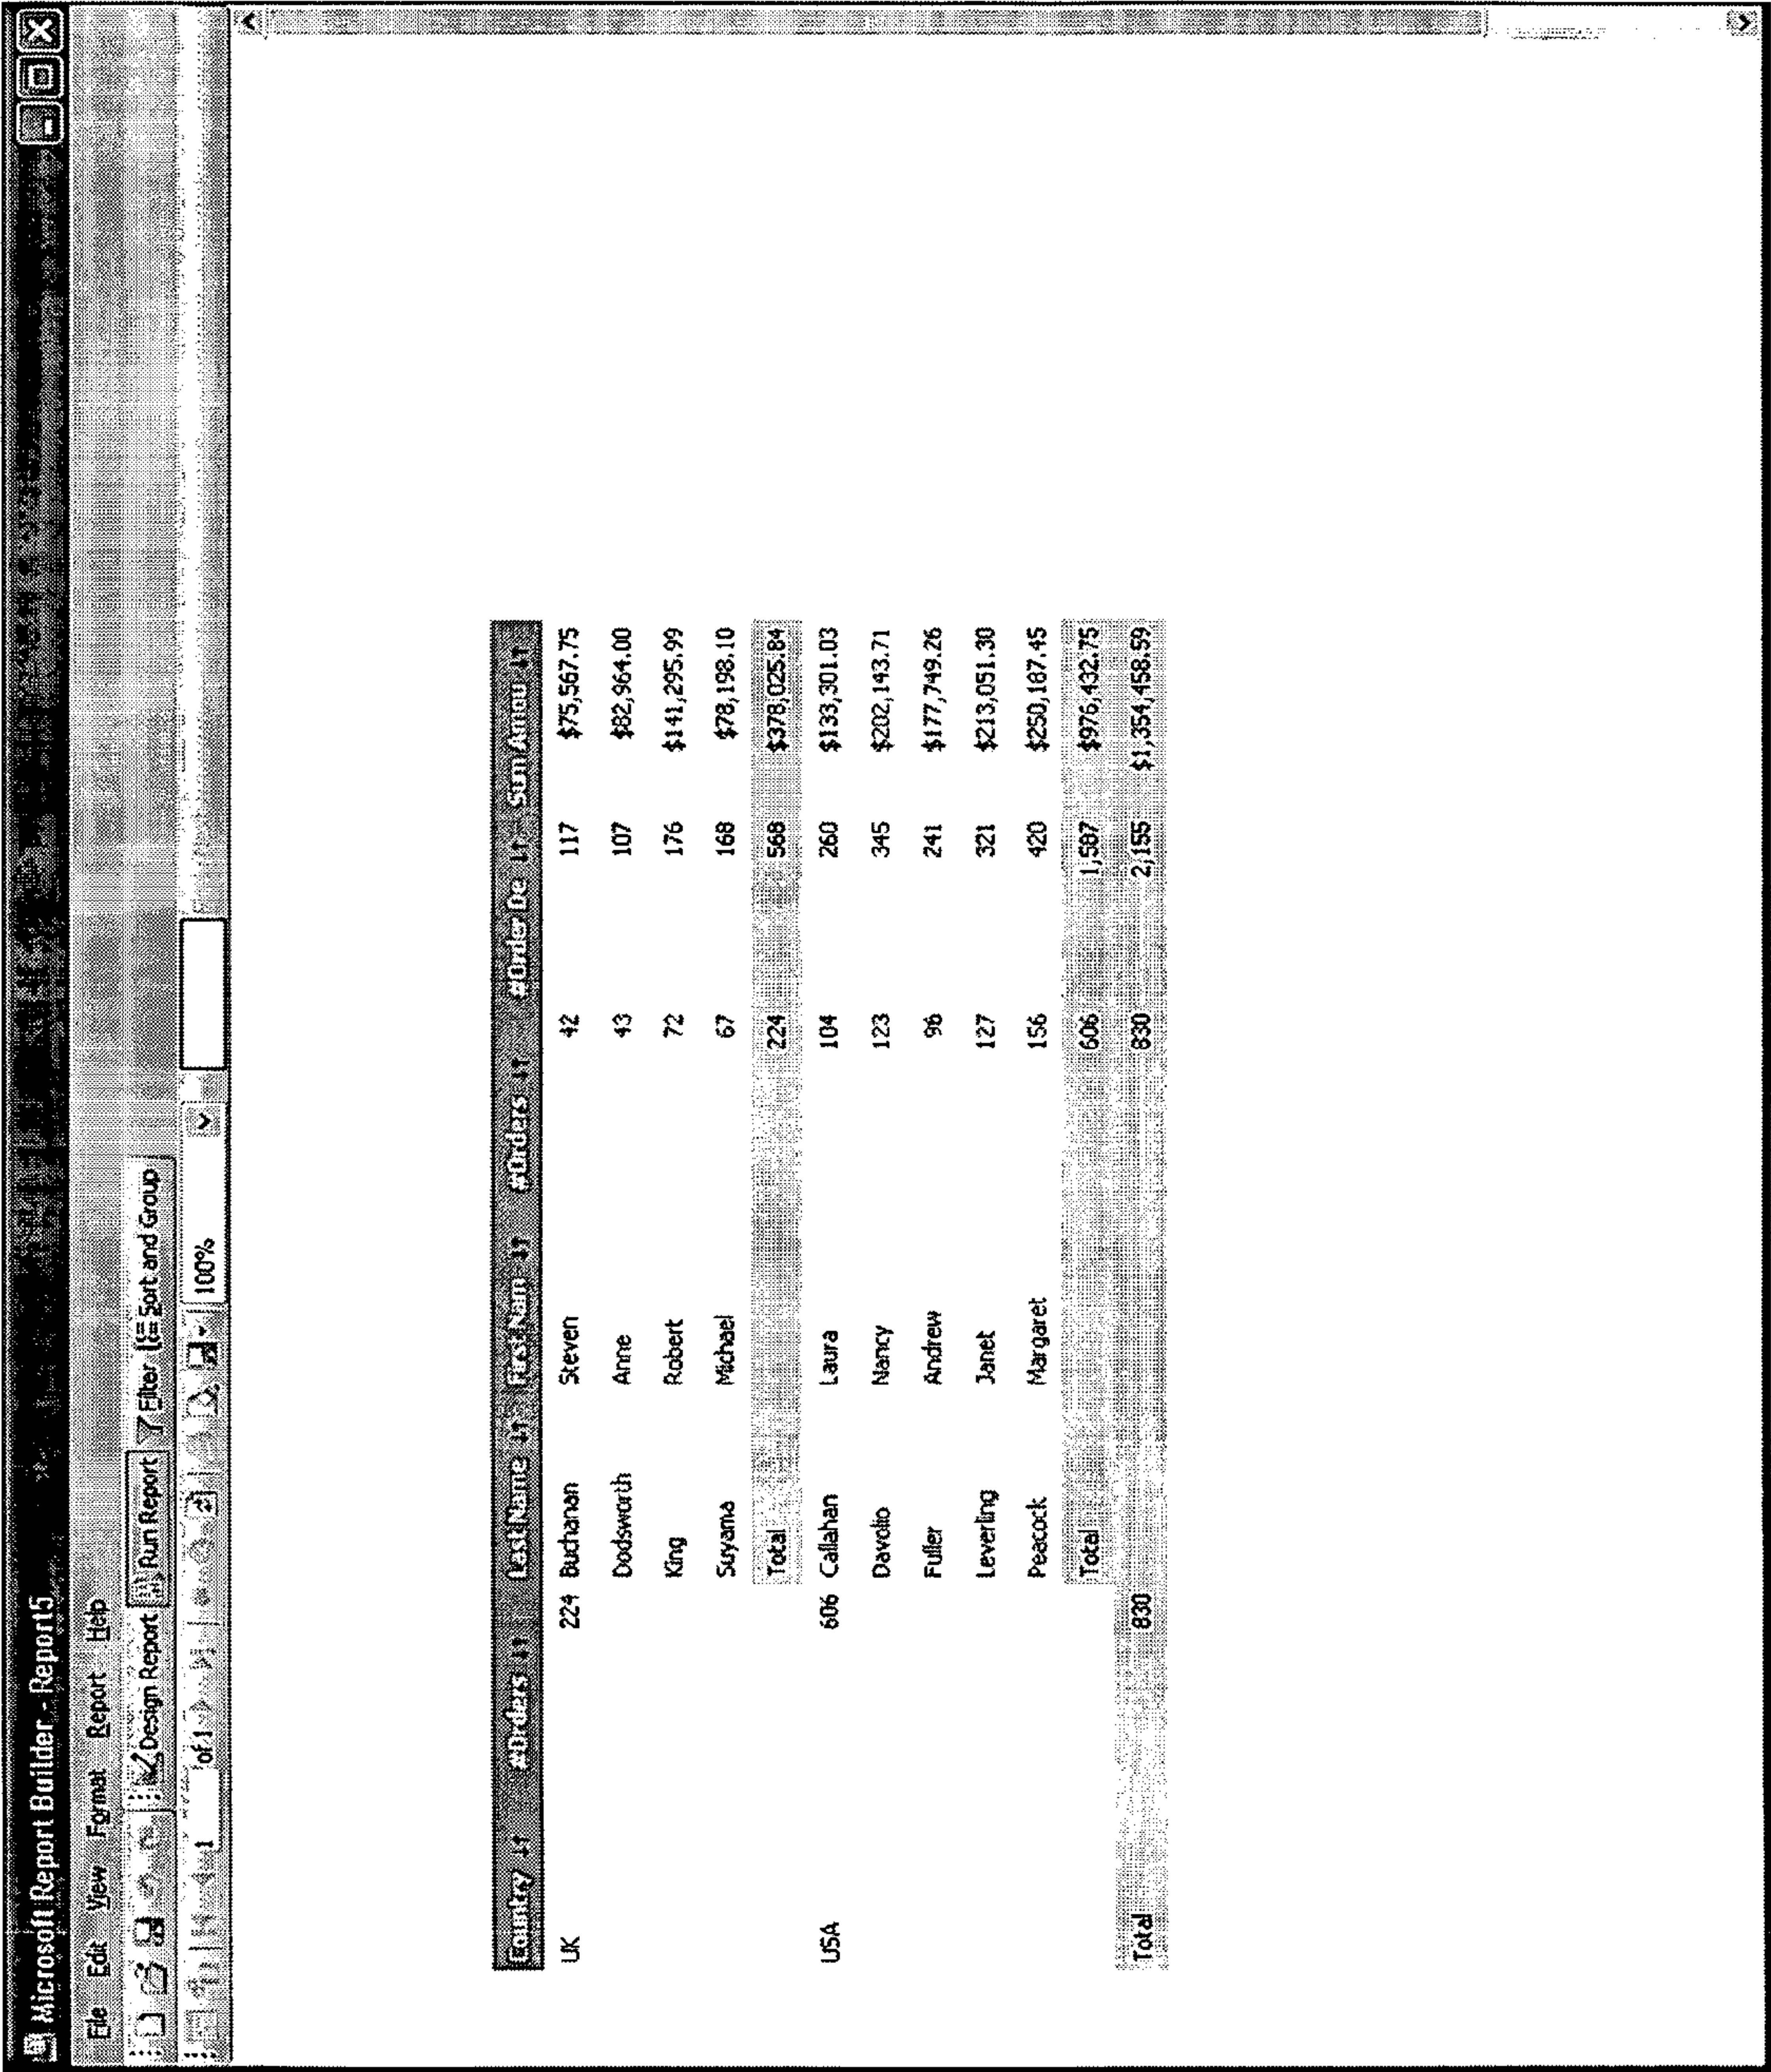 Microsoft Report Builder - Report5
File Edit View Format Report Help
Design Report Run Report Filter Sort and Group
1 of 1 100%
Country #Orders Last Name First Nam #Orders #Order De Sum Amou
UK 224 Buchanan Steven 42 117 $75,567.75
Dodsworth Anne 43 107 $82,964.00
King Robert 72 176 $141,295.99
Suyama Michael 67 168 $78,198.10
Total 224 568 $378,025.84
USA 606 Callahan Laura 104 260 $133,301.03
Davolio Nancy 123 345 $202,143.71
Fuller Andrew 96 241 $177,749.26
Leverling Janet 127 321 $213,051.30
Peacock Margaret 156 420 $250,187.45
Total 606 1,587 $976,432.75
Total 830 830 2,155 $1,354,458.59